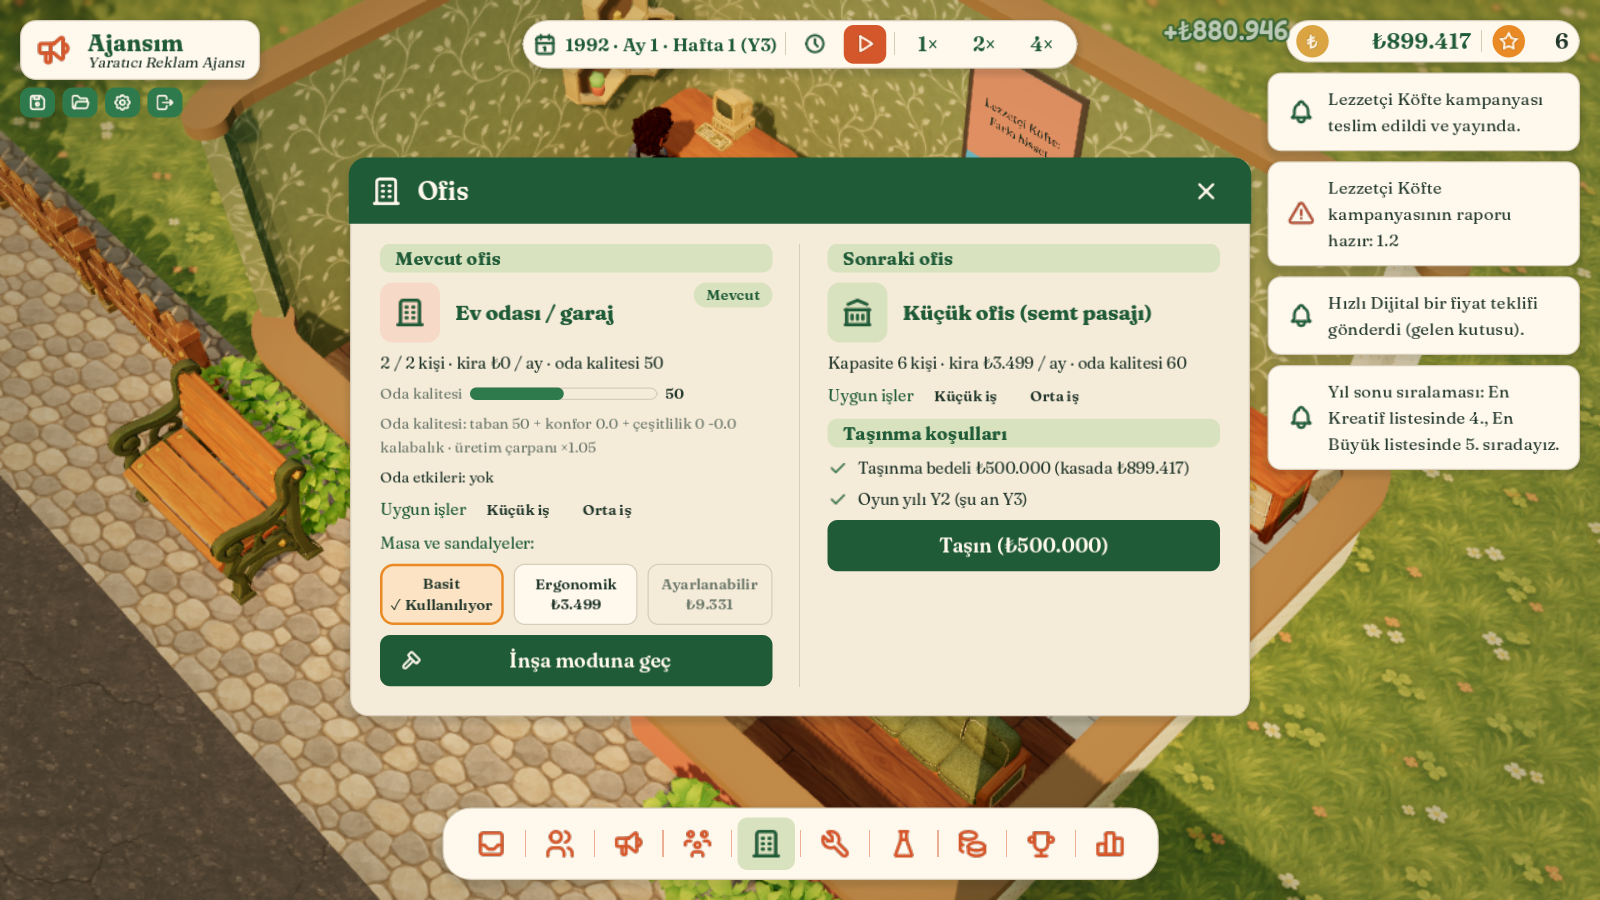 Ajansım
Yaratıcı Reklam Ajansı
1992 · Ay 1 · Hafta 1 (Y3)
1×
2×
4×
+₺880.946
₺899.417
6
Lezzetçi Köfte:
Farkı hisset
Lezzetçi Köfte kampanyası
teslim edildi ve yayında.
Lezzetçi Köfte
kampanyasının raporu
hazır: 1.2
Hızlı Dijital bir fiyat teklifi
gönderdi (gelen kutusu).
Yıl sonu sıralaması: En
Kreatif listesinde 4., En
Büyük listesinde 5. sıradayız.
Ofis
Mevcut ofis
Mevcut
Ev odası / garaj
2 / 2 kişi · kira ₺0 / ay · oda kalitesi 50
Oda kalitesi
50
Oda kalitesi: taban 50 + konfor 0.0 + çeşitlilik 0 -0.0
kalabalık · üretim çarpanı ×1.05
Oda etkileri: yok
Uygun işler Küçük iş Orta iş
Masa ve sandalyeler:
Basit
✓ Kullanılıyor
Ergonomik
₺3.499
Ayarlanabilir
₺9.331
İnşa moduna geç
Sonraki ofis
Küçük ofis (semt pasajı)
Kapasite 6 kişi · kira ₺3.499 / ay · oda kalitesi 60
Uygun işler Küçük iş Orta iş
Taşınma koşulları
Taşınma bedeli ₺500.000 (kasada ₺899.417)
Oyun yılı Y2 (şu an Y3)
Taşın (₺500.000)